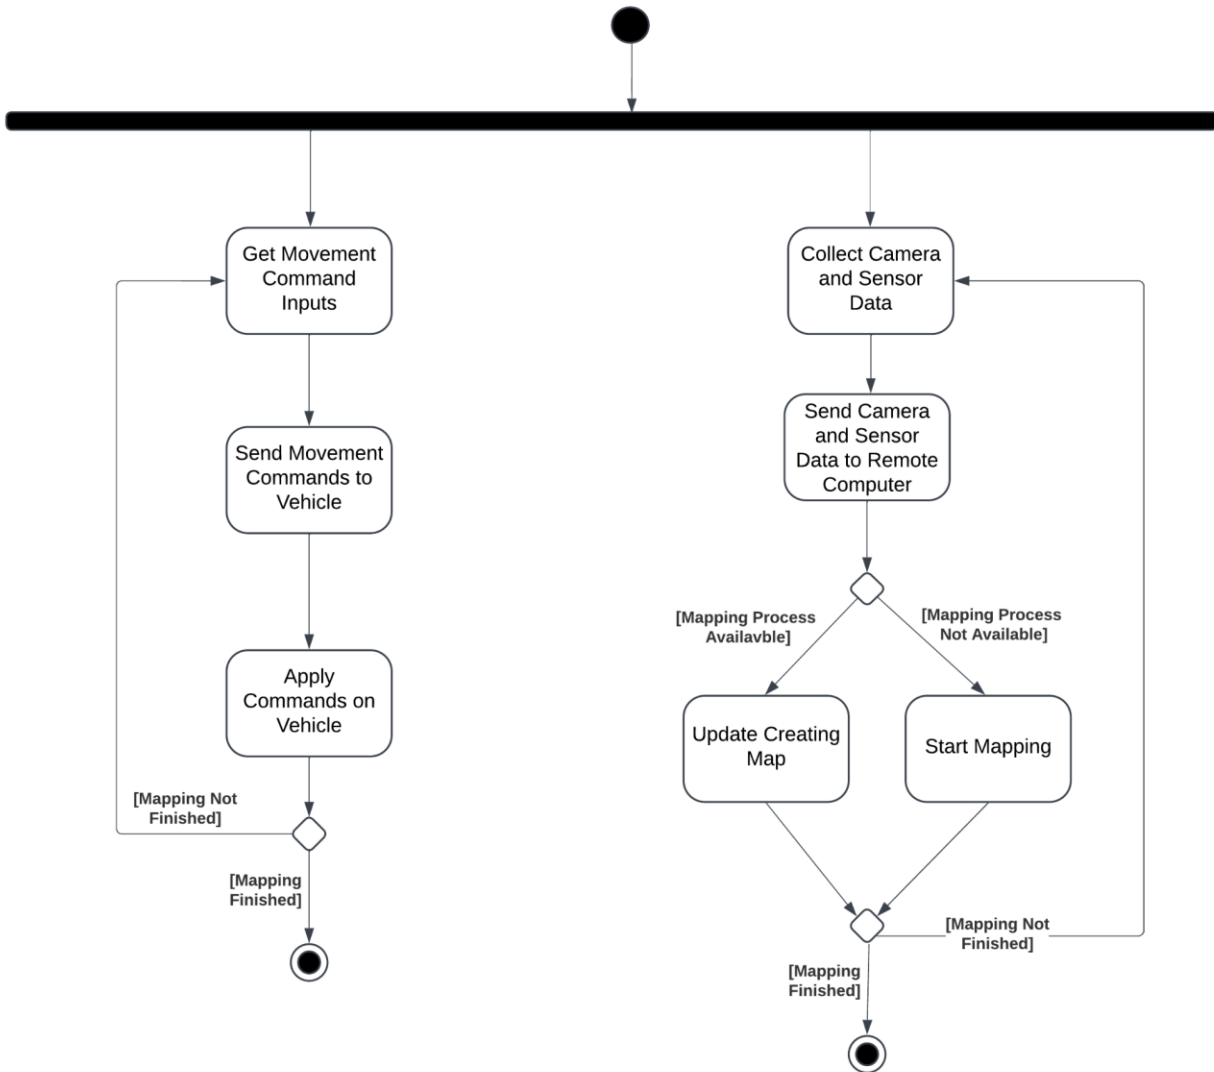 Get Movement
Command
Inputs
Collect Camera
and Sensor
Data
Send Movement
Commands to
Vehicle
Send Camera
and Sensor
Data to Remote
Computer
[Mapping Process
Availavble]
[Mapping Process
Not Available]
Apply
Commands on
Vehicle
Update Creating
Map
Start Mapping
[Mapping Not
Finished]
[Mapping
Finished]
[Mapping Not
Finished]
[Mapping
Finished]